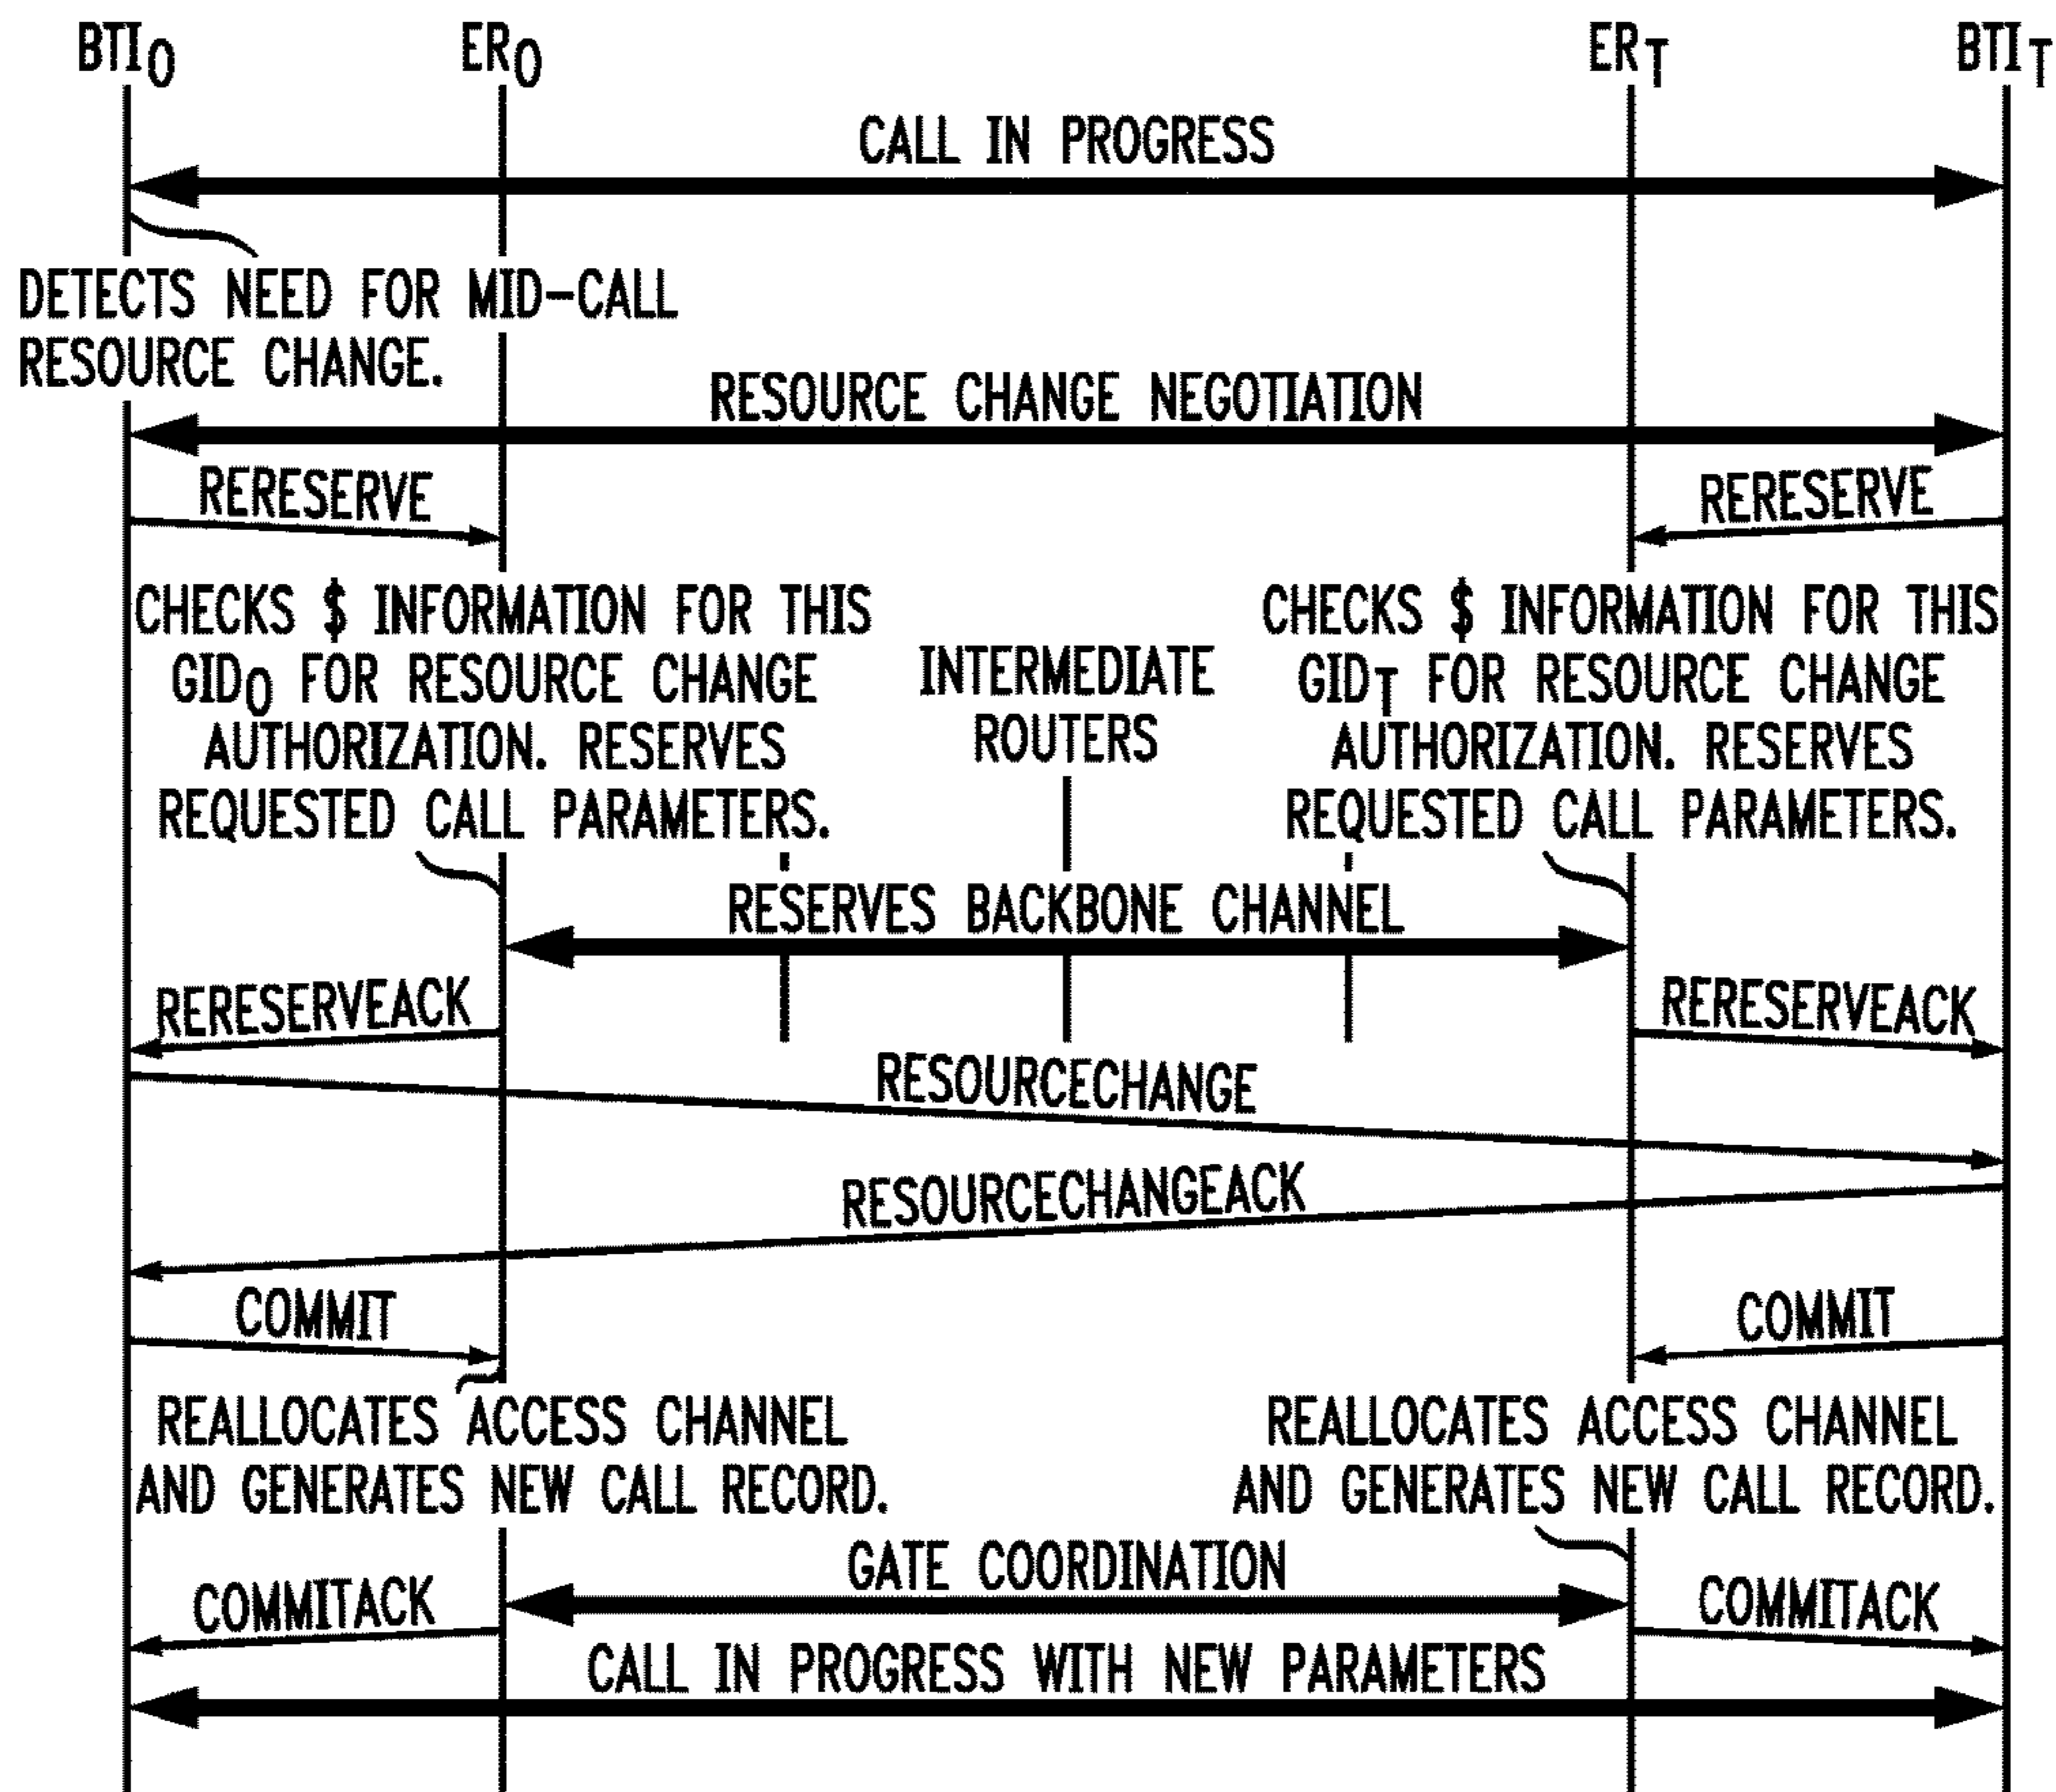 BTIO ERO ERT BTIT
CALL IN PROGRESS
DETECTS NEED FOR MID-CALL
RESOURCE CHANGE.
RESOURCE CHANGE NEGOTIATION
RERESERVE RERESERVE
CHECKS $ INFORMATION FOR THIS
GIDO FOR RESOURCE CHANGE
AUTHORIZATION. RESERVES
REQUESTED CALL PARAMETERS.
INTERMEDIATE
ROUTERS
CHECKS $ INFORMATION FOR THIS
GIDT FOR RESOURCE CHANGE
AUTHORIZATION. RESERVES
REQUESTED CALL PARAMETERS.
RESERVES BACKBONE CHANNEL
RERESERVEACK RERESERVEACK
RESOURCECHANGE
RESOURCECHANGEACK
COMMIT COMMIT
REALLOCATES ACCESS CHANNEL
AND GENERATES NEW CALL RECORD.
REALLOCATES ACCESS CHANNEL
AND GENERATES NEW CALL RECORD.
GATE COORDINATION
COMMITACK COMMITACK
CALL IN PROGRESS WITH NEW PARAMETERS